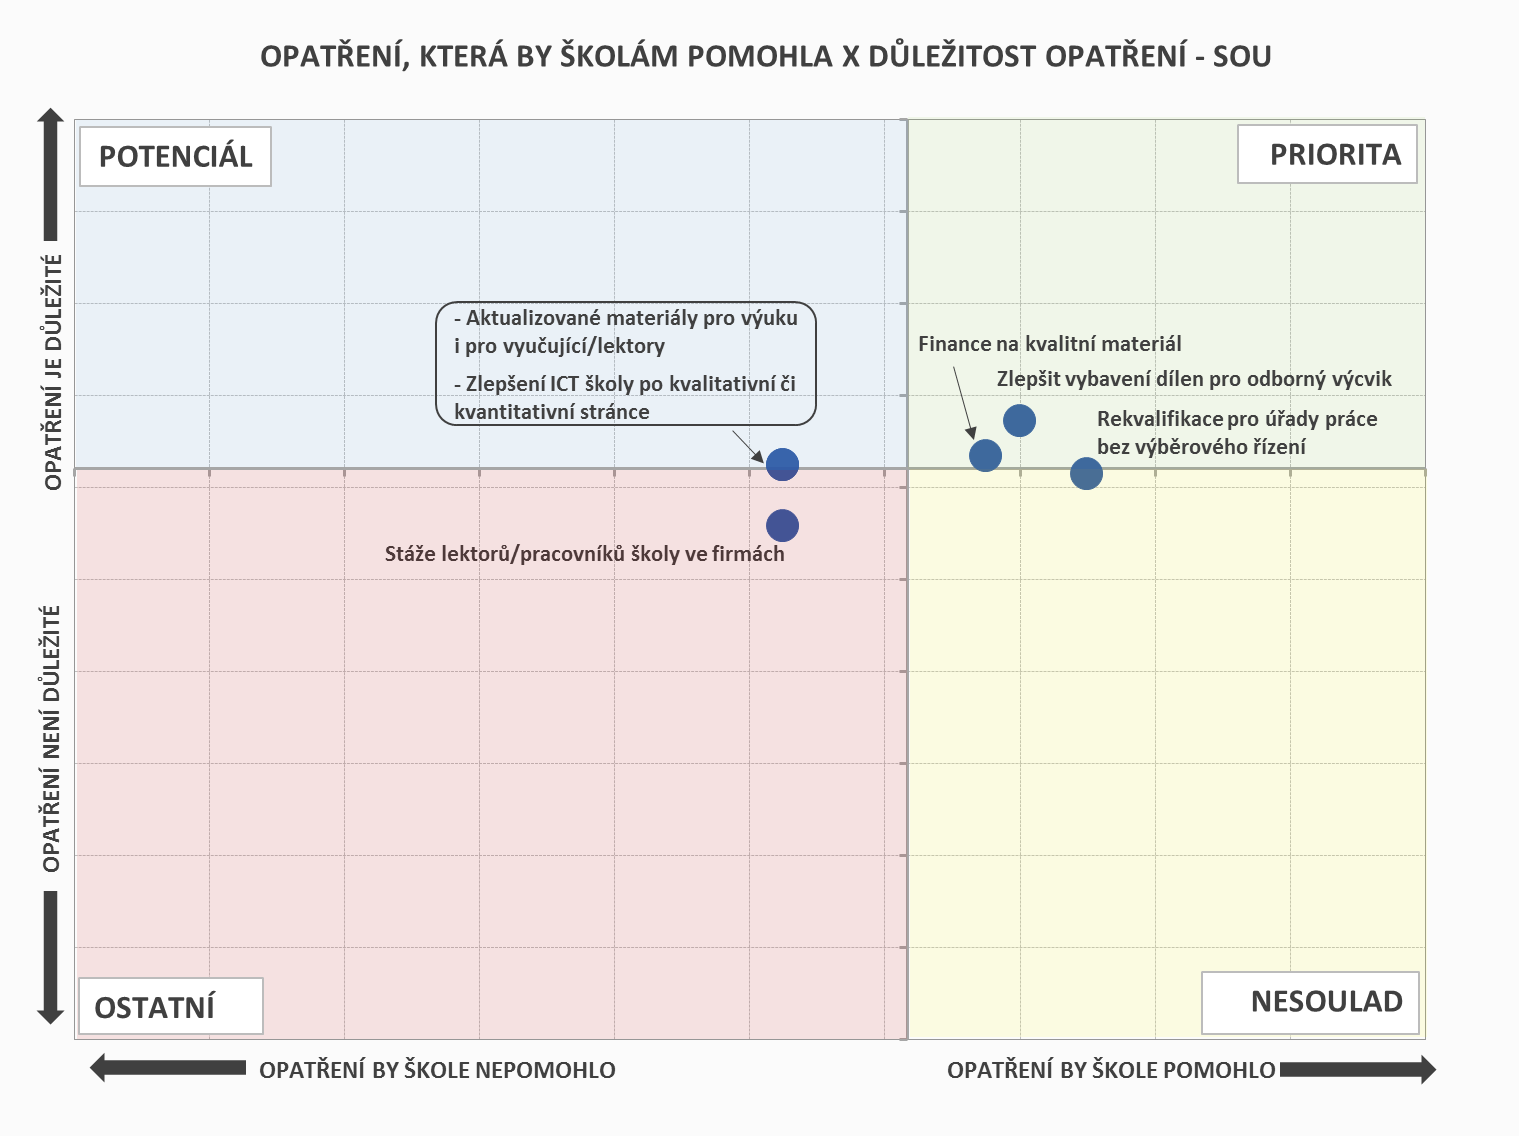 OPATŘENÍ, KTERÁ BY ŠKOLÁM POMOHLA X DŮLEŽITOST OPATŘENÍ - SOU
POTENCIÁL
PRIORITA
OPATŘENÍ JE DŮLEŽITÉ
- Aktualizované materiály pro výuku
i pro vyučující/lektory
- Zlepšení ICT školy po kvalitativní či
kvantitativní stránce
Finance na kvalitní materiál
Zlepšit vybavení dílen pro odborný výcvik
Rekvalifikace pro úřady práce
bez výběrového řízení
Stáže lektorů/pracovníků školy ve firmách
OPATŘENÍ NENÍ DŮLEŽITÉ
OSTATNÍ
NESOULAD
OPATŘENÍ BY ŠKOLE NEPOMOHLO
OPATŘENÍ BY ŠKOLE POMOHLO